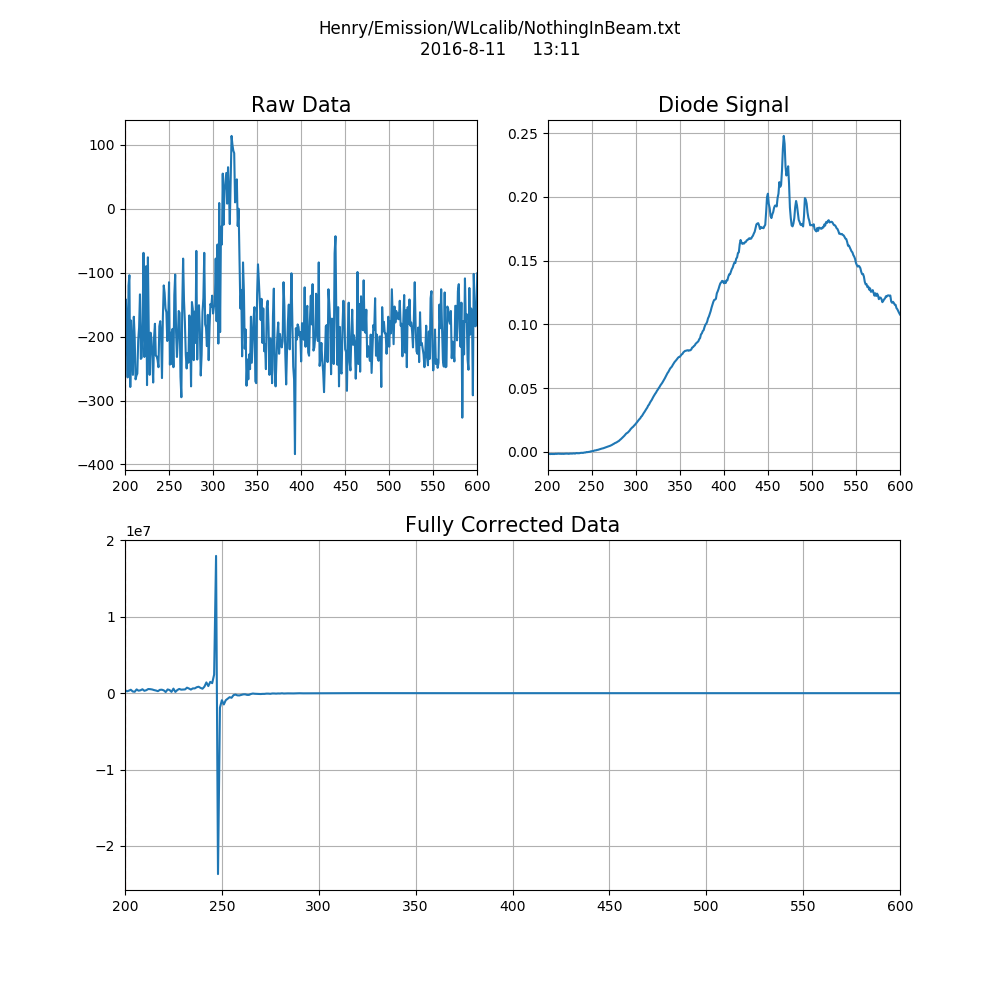 Henry/Emission/WLcalib/NothingInBeam.txt
2016-8-11 13:11
Raw Data
100
0
−100
−200
−300
−400
200 250 300 350 400 450 500 550 600
Diode Signal
0.25
0.20
0.15
0.10
0.05
0.00
200 250 300 350 400 450 500 550 600
Fully Corrected Data
1e7
2
1
0
−1
−2
200 250 300 350 400 450 500 550 600